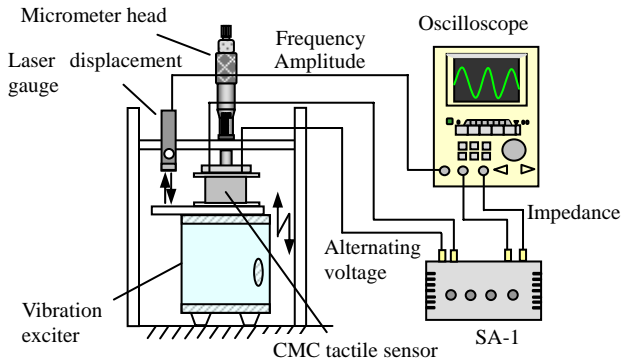 Micrometer head
Oscilloscope
Frequency
Amplitude
Laser displacement
gauge
Impedance
Alternating
voltage
Vibration
exciter
SA-1
CMC tactile sensor